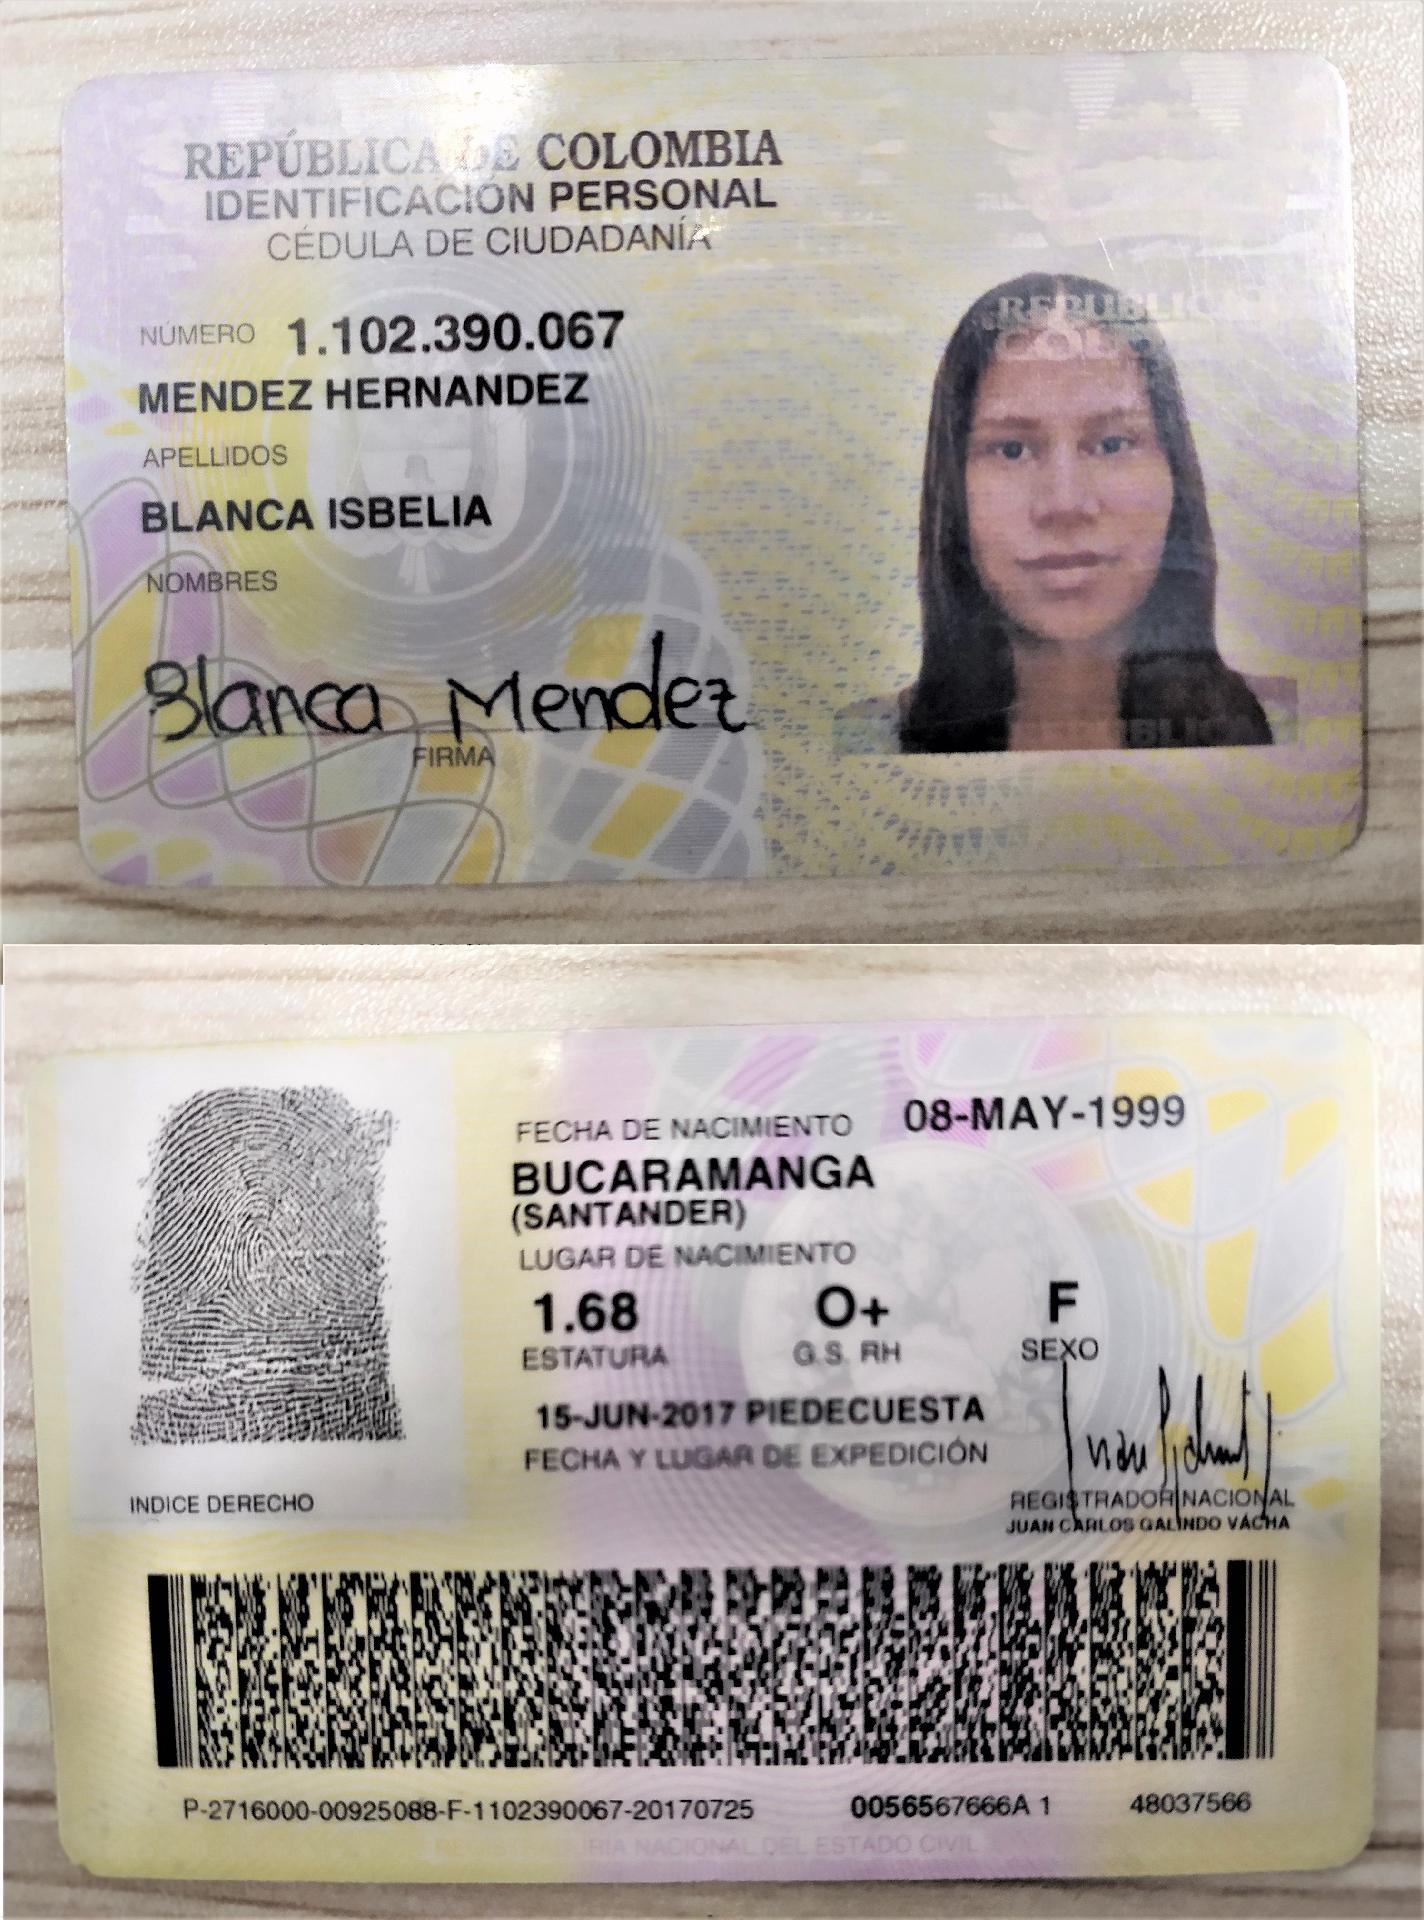 REPÚBLICA DE COLOMBIA
IDENTIFICACIÓN PERSONAL
CÉDULA DE CIUDADANÍA
NÚMERO 1.102.390.067
MENDEZ HERNANDEZ
APELLIDOS
BLANCA ISBELIA
NOMBRES
Blanca Mendez
FIRMA
FECHA DE NACIMIENTO 08-MAY-1999
BUCARAMANGA
(SANTANDER)
LUGAR DE NACIMIENTO
1.68 O+ F
ESTATURA G.S. RH SEXO
15-JUN-2017 PIEDECUESTA
FECHA Y LUGAR DE EXPEDICIÓN
INDICE DERECHO
REGISTRADOR NACIONAL
JUAN CARLOS GALINDO VÁCHA
P-2716000-00925088-F-1102390067-20170725 0056567666A 1 48037566
NACIONAL DEL ESTADO CIVIL